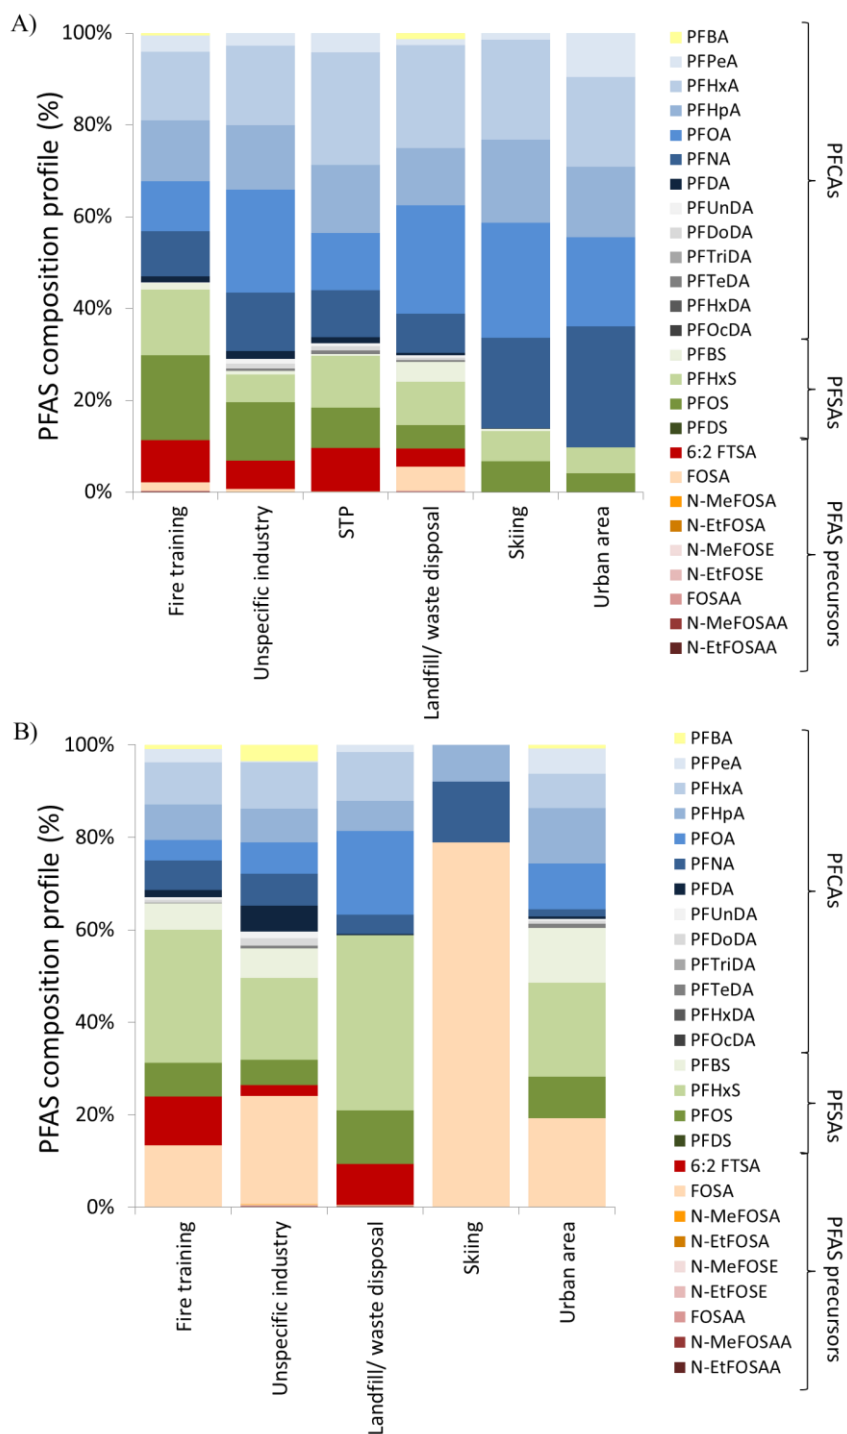 A)
PFAS composition profile (%)
100%
80%
60%
40%
20%
0%
Fire training
Unspecific industry
STP
Landfill/ waste disposal
Skiing
Urban area
PFBA
PFPeA
PFHxA
PFHpA
PFOA
PFNA
PFDA
PFUnDA
PFDoDA
PFTriDA
PFTeDA
PFHxDA
PFOcDA
PFBS
PFHxS
PFOS
PFDS
6:2 FTSA
FOSA
N-MeFOSA
N-EtFOSA
N-MeFOSE
N-EtFOSE
FOSAA
N-MeFOSAA
N-EtFOSAA
PFCAs
PFSAs
PFAS precursors
B)
PFAS composition profile (%)
100%
80%
60%
40%
20%
0%
Fire training
Unspecific industry
Landfill/ waste disposal
Skiing
Urban area
PFBA
PFPeA
PFHxA
PFHpA
PFOA
PFNA
PFDA
PFUnDA
PFDoDA
PFTriDA
PFTeDA
PFHxDA
PFOcDA
PFBS
PFHxS
PFOS
PFDS
6:2 FTSA
FOSA
N-MeFOSA
N-EtFOSA
N-MeFOSE
N-EtFOSE
FOSAA
N-MeFOSAA
N-EtFOSAA
PFCAs
PFSAs
PFAS precursors